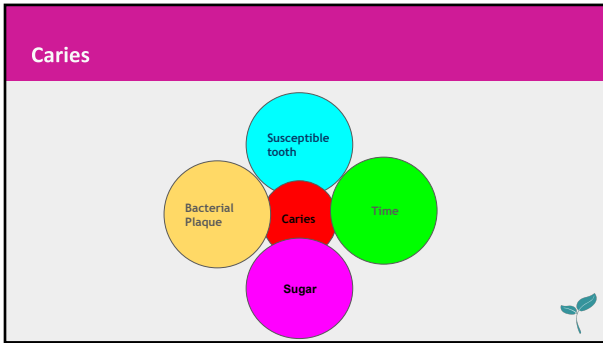 Caries
Susceptible
tooth
Bacterial
Plaque
Caries
Time
Sugar